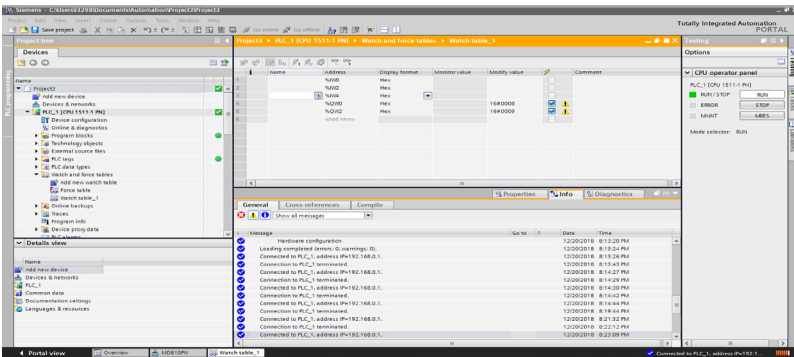 Siemens - C:\Users\i3298\Documents\Automation\Project3\Project3
Project Edit View Insert Online Options Tools Window Help
Save project
Go online
Go offline
Totally Integrated Automation
PORTAL
Project tree
Project3 > PLC_1 [CPU 1511-1 PN] > Watch and force tables > Watch table_1
Testing
Devices
Options
Name
Project3
Add new device
Devices & networks
PLC_1 [CPU 1511-1 PN]
Device configuration
Online & diagnostics
Program blocks
Technology objects
External source files
PLC tags
PLC data types
Watch and force tables
Add new watch table
Force table
Watch table_1
Online backups
Traces
Program info
Device proxy data
i Name Address Display format Monitor value Modify value Comment
1 %IW0 Hex
2 %IW2 Hex
3 %IW4 Hex
4 %QW0 Hex 16#0008
5 %QW2 Hex 16#0009
6 <Add new>
CPU operator panel
PLC_1 [CPU 1511-1 PN]
RUN / STOP RUN
ERROR STOP
MAINT MRES
Mode selector: RUN
PLC programming
Properties Info Diagnostics
General Cross-references Compile
Show all messages
! Message Go to ? Date Time
Hardware configuration 12/20/2018 8:13:20 PM
Loading completed (errors: 0; warnings: 0). 12/20/2018 8:13:24 PM
Connected to PLC_1, address IP=192.168.0.1. 12/20/2018 8:13:26 PM
Connection to PLC_1 terminated. 12/20/2018 8:13:43 PM
Connected to PLC_1, address IP=192.168.0.1. 12/20/2018 8:14:27 PM
Connection to PLC_1 terminated. 12/20/2018 8:14:29 PM
Connected to PLC_1, address IP=192.168.0.1. 12/20/2018 8:14:30 PM
Connection to PLC_1 terminated. 12/20/2018 8:14:42 PM
Connected to PLC_1, address IP=192.168.0.1. 12/20/2018 8:14:44 PM
Connection to PLC_1 terminated. 12/20/2018 8:19:44 PM
Connected to PLC_1, address IP=192.168.0.1. 12/20/2018 8:21:52 PM
Connection to PLC_1 terminated. 12/20/2018 8:22:12 PM
Connected to PLC_1, address IP=192.168.0.1. 12/20/2018 8:23:09 PM
Details view
Name
Add new device
Devices & networks
PLC_1
Common data
Documentation settings
Languages & resources
Portal view
Overview
MD810PN
Watch table_1
Connected to PLC_1, address IP=192.1...